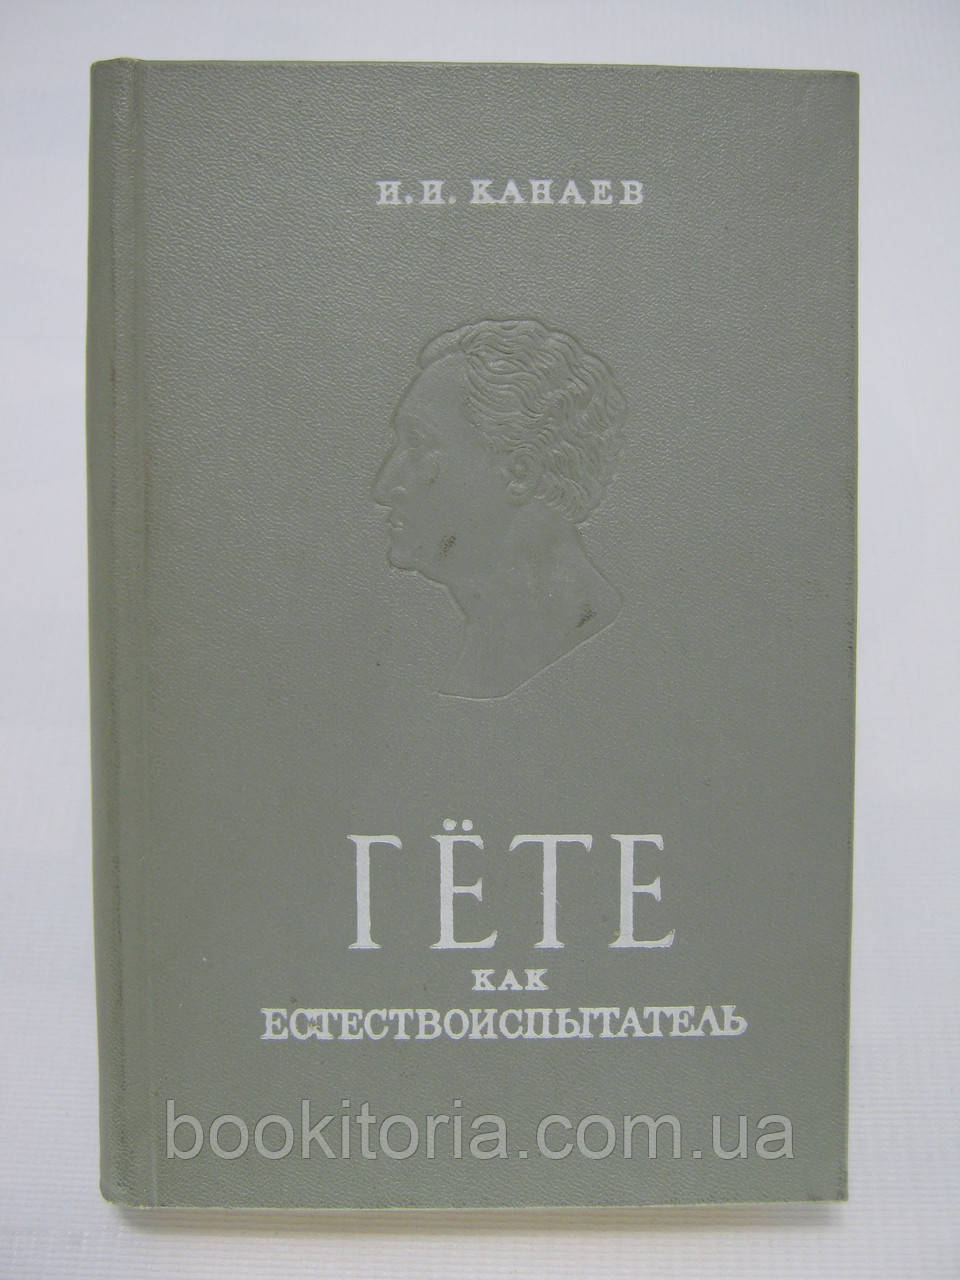 И. И. КАНАЕВ
ГЁТЕ
КАК
ЕСТЕСТВОИСПЫТАТЕЛЬ
bookitoria.com.ua